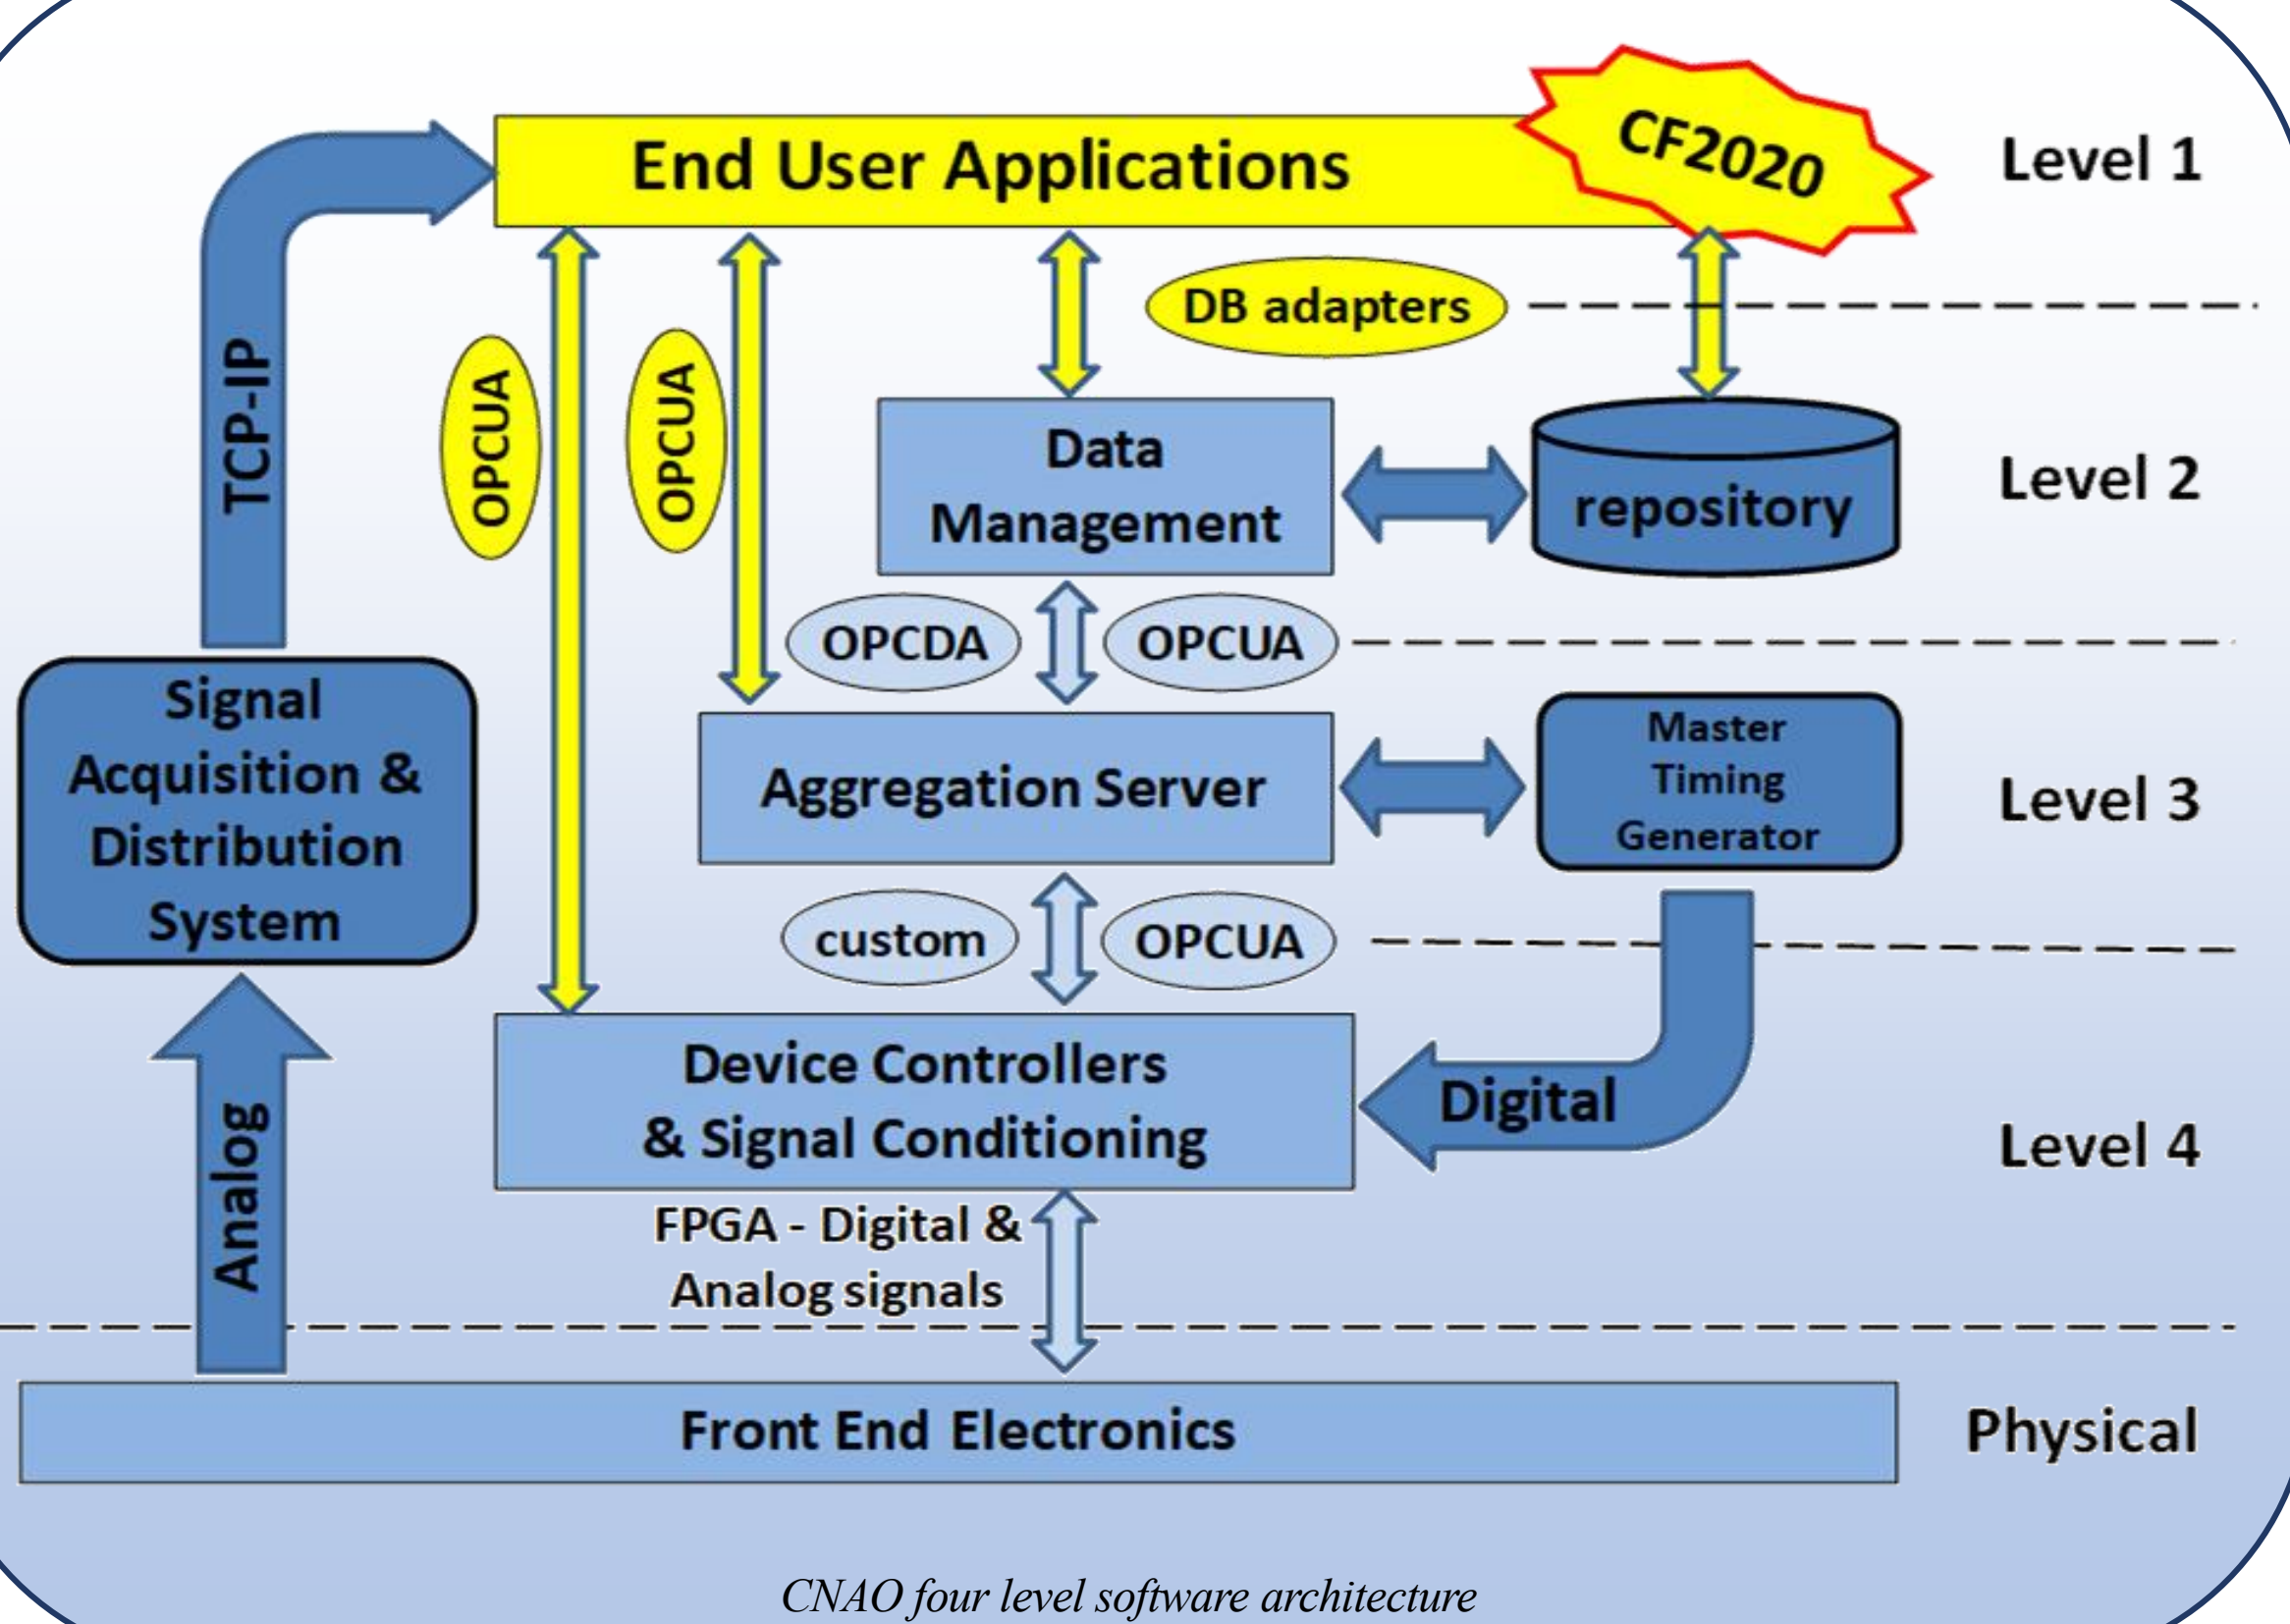 CF2020
End User Applications
Level 1
DB adapters
TCP-IP
OPCUA
OPCUA
Data
Management
repository
Level 2
OPCDA
OPCUA
Signal
Acquisition &
Distribution
System
Aggregation Server
Master
Timing
Generator
Level 3
custom
OPCUA
Device Controllers
& Signal Conditioning
Digital
Level 4
Analog
FPGA - Digital &
Analog signals
Front End Electronics
Physical
CNAO four level software architecture